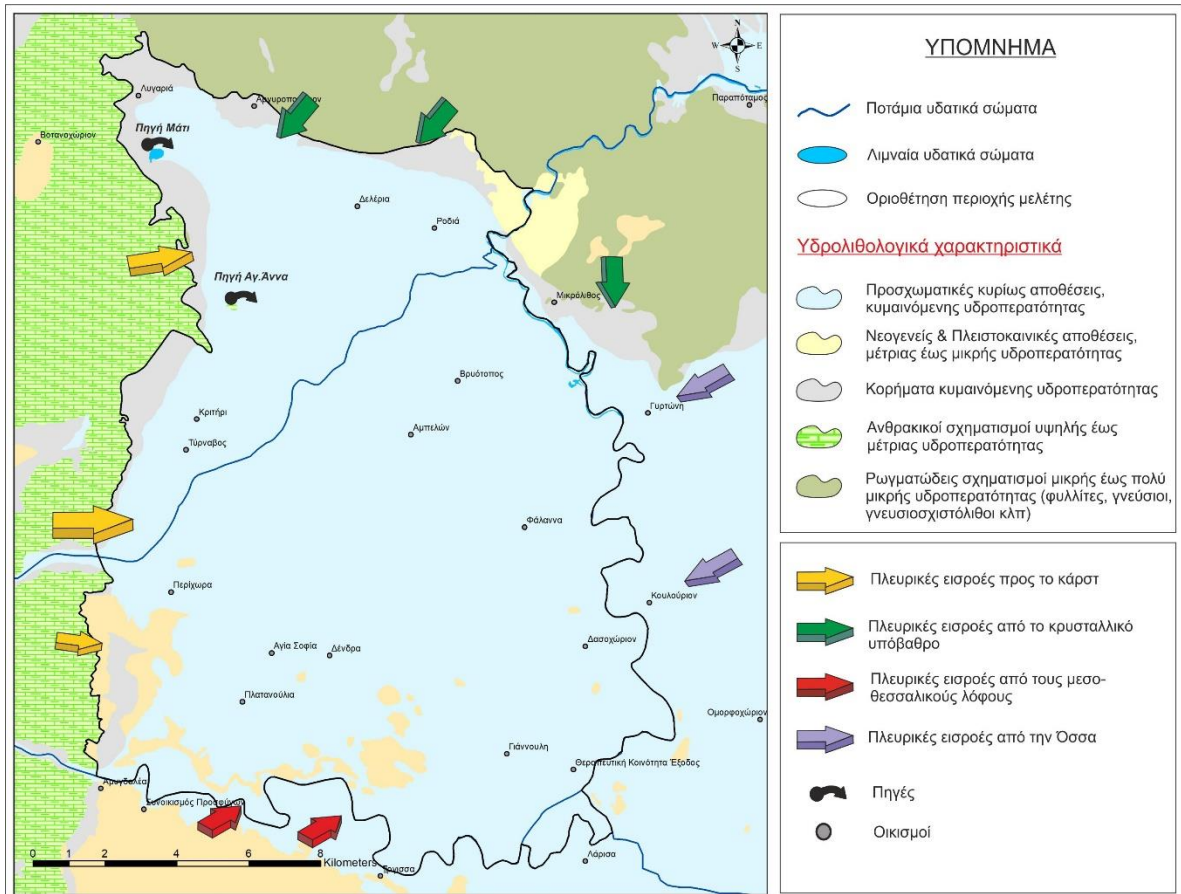 N
W E
S
Λυγαριά
Παραπόταμος
Πηγή Μάτι
Βοτανοχώριον
Δελέρια
Ροδιά
Πηγή Αγ.Άννα
Μικρόλιθος
Βρυότοπος
Γυρτώνη
Κριτήρι
Αμπελών
Τύρναβος
Φάλαννα
Περίχωρα
Κουλούριον
Αγία Σοφία
Δένδρα
Δασοχώριον
Πλατανούλια
Ομορφοχώριον
Γιάννουλη
Θεραπευτική Κοινότητα Έξοδος
Αμυγδαλέα
Συνοικισμός Προσφύγων
Λάρισα
0 1 2 4 6 8
Kilometers
ΥΠΟΜΝΗΜΑ
Ποτάμια υδατικά σώματα
Λιμναία υδατικά σώματα
Οριοθέτηση περιοχής μελέτης
Υδρολιθολογικά χαρακτηριστικά
Προσχωματικές κυρίως αποθέσεις,
κυμαινόμενης υδροπερατότητας
Νεογενείς & Πλειστοκαινικές αποθέσεις,
μέτριας έως μικρής υδροπερατότητας
Κορήματα κυμαινόμενης υδροπερατότητας
Ανθρακικοί σχηματισμοί υψηλής έως
μέτριας υδροπερατότητας
Ρωγματώδεις σχηματισμοί μικρής έως πολύ
μικρής υδροπερατότητας (φυλλίτες, γνεύσιοι,
γνευσιοσχιστόλιθοι κλπ)
Πλευρικές εισροές προς το κάρστ
Πλευρικές εισροές από το κρυσταλλικό
υπόβαθρο
Πλευρικές εισροές από τους μεσο-
θεσσαλικούς λόφους
Πλευρικές εισροές από την Όσσα
Πηγές
Οικισμοί